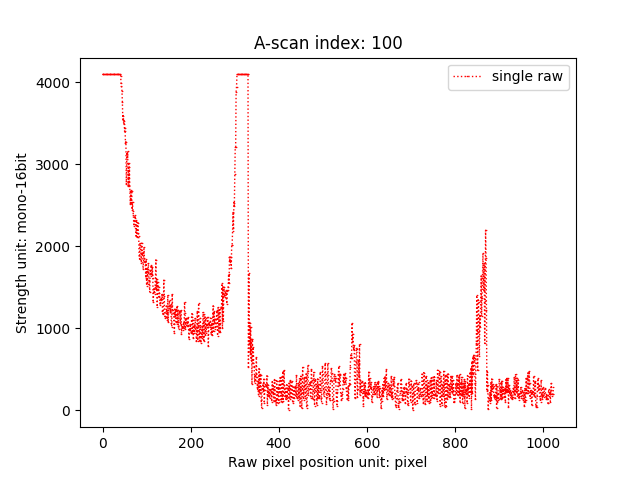 A-scan index: 100
single raw
4000
3000
2000
1000
0
Strength unit: mono-16bit
0
200
400
600
800
1000
Raw pixel position unit: pixel